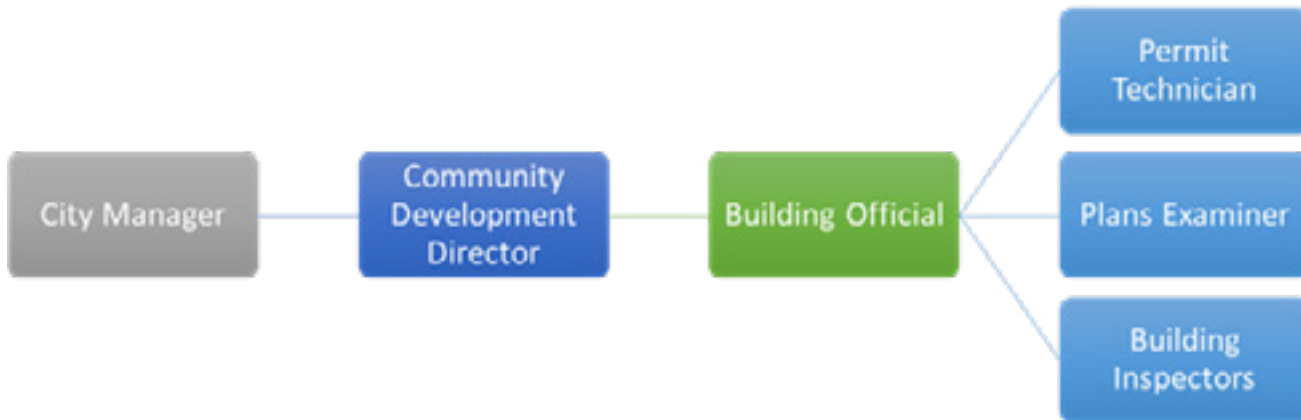 City Manager
Community
Development
Director
Building Official
Permit
Technician
Plans Examiner
Building
Inspectors